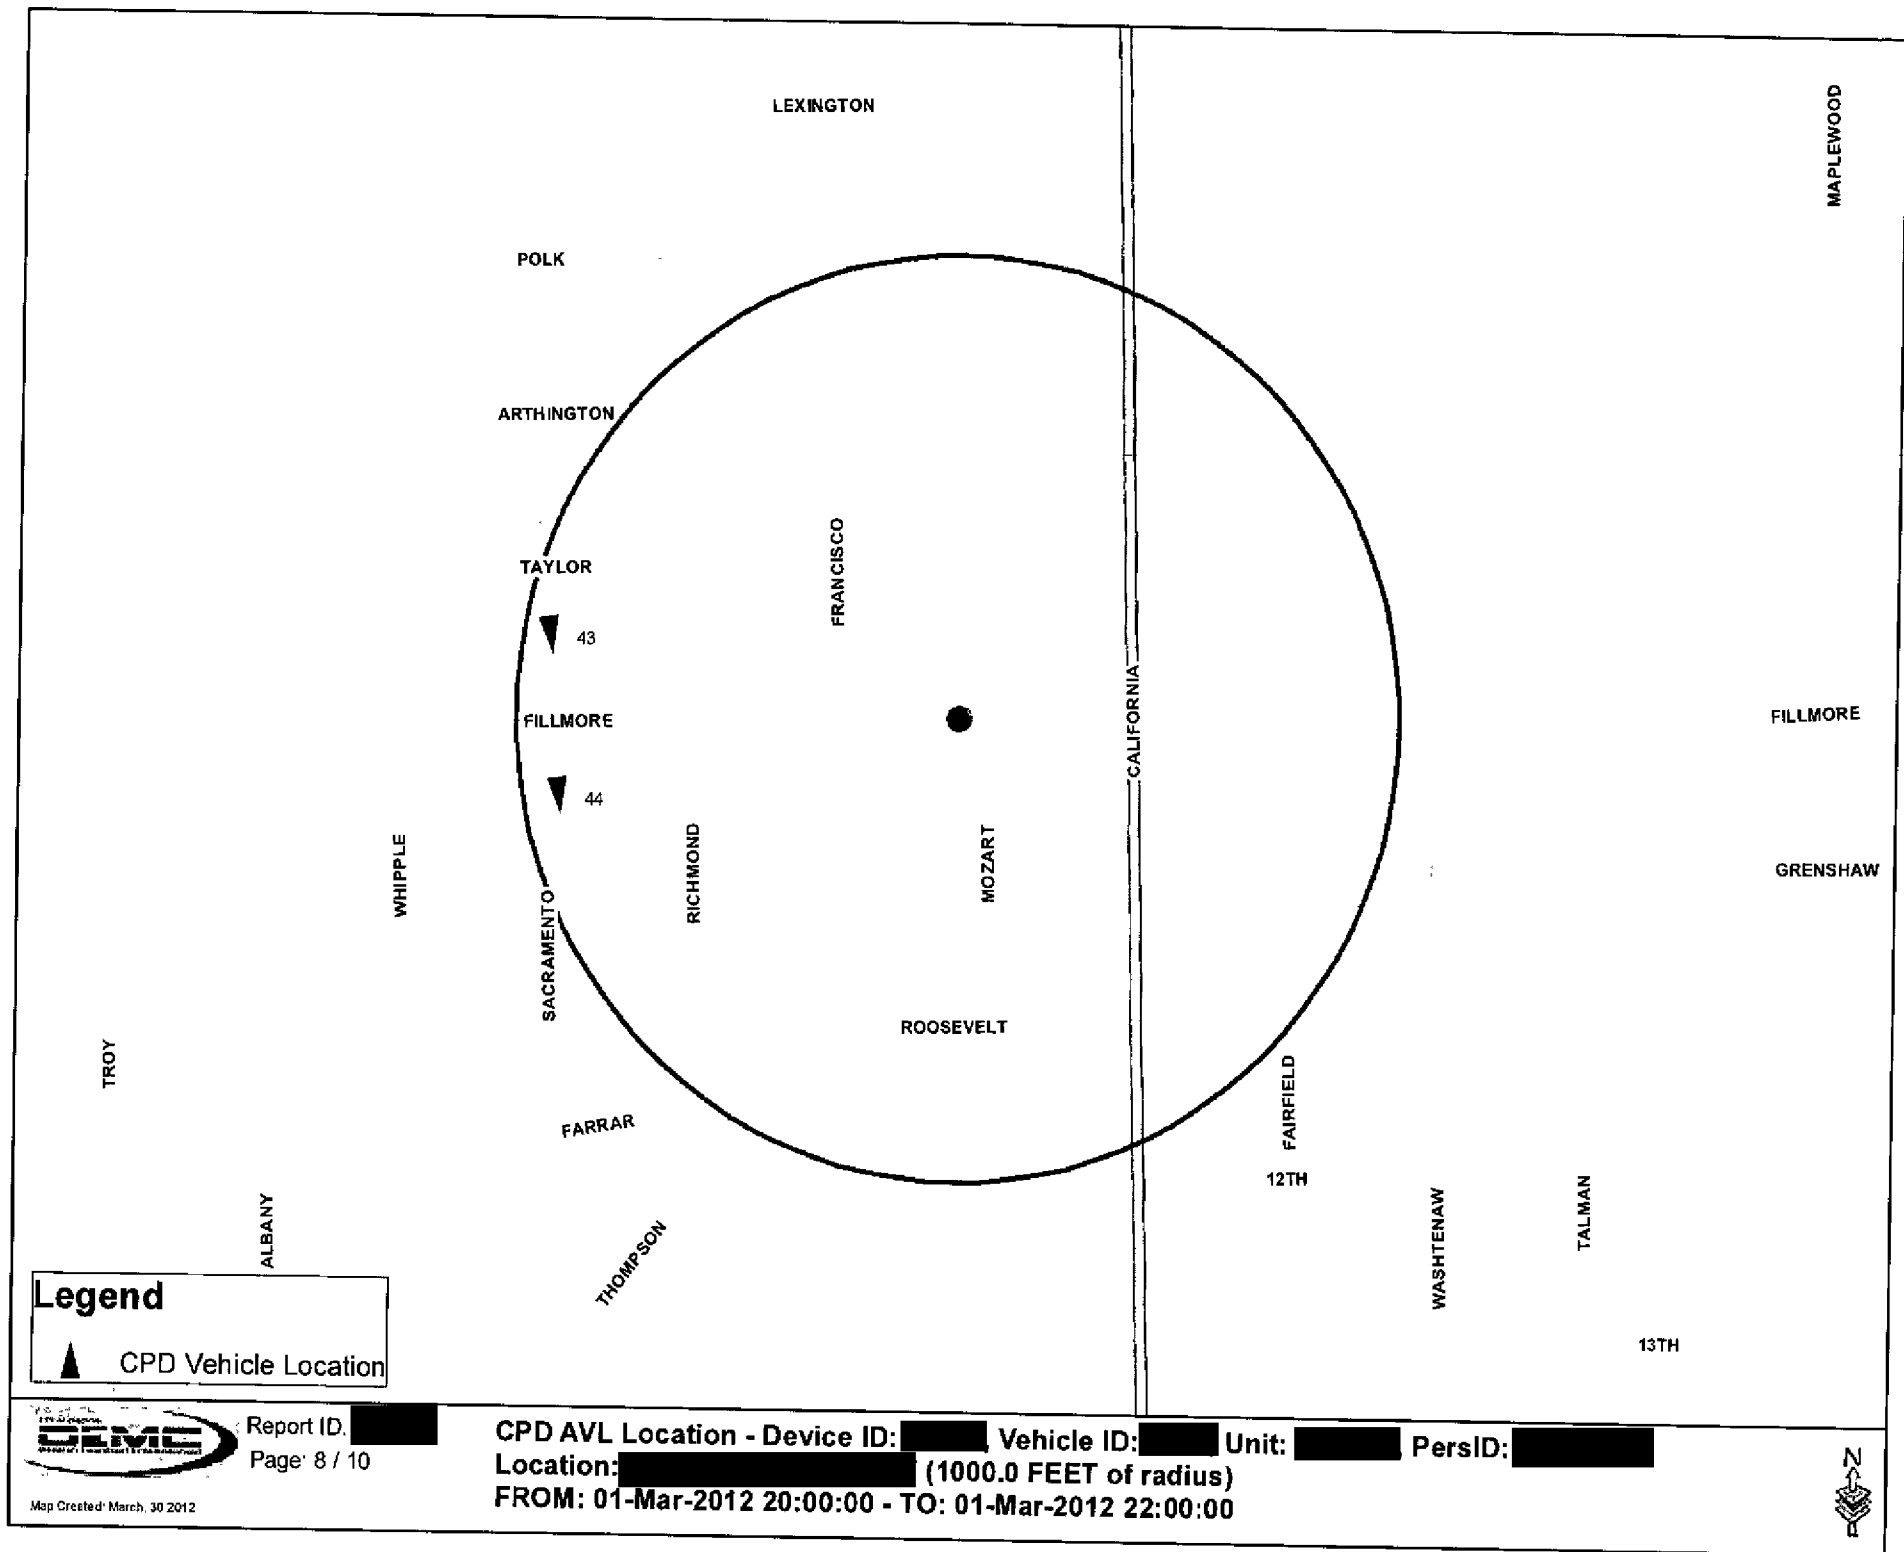 LEXINGTON
MAPLEWOOD
POLK
ARTHINGTON
TAYLOR
FRANCISCO
43
CALIFORNIA
FILLMORE
FILLMORE
44
WHIPPLE
RICHMOND
MOZART
GRENSHAW
SACRAMENTO
ROOSEVELT
TROY
FARRAR
FAIRFIELD
12TH
ALBANY
THOMPSON
WASHTENAW
TALMAN
13TH
Legend
CPD Vehicle Location
OEMC
Report ID.
Page: 8 / 10
Map Created: March, 30 2012
CPD AVL Location - Device ID: , Vehicle ID: Unit: PersID:
Location: (1000.0 FEET of radius)
FROM: 01-Mar-2012 20:00:00 - TO: 01-Mar-2012 22:00:00
N